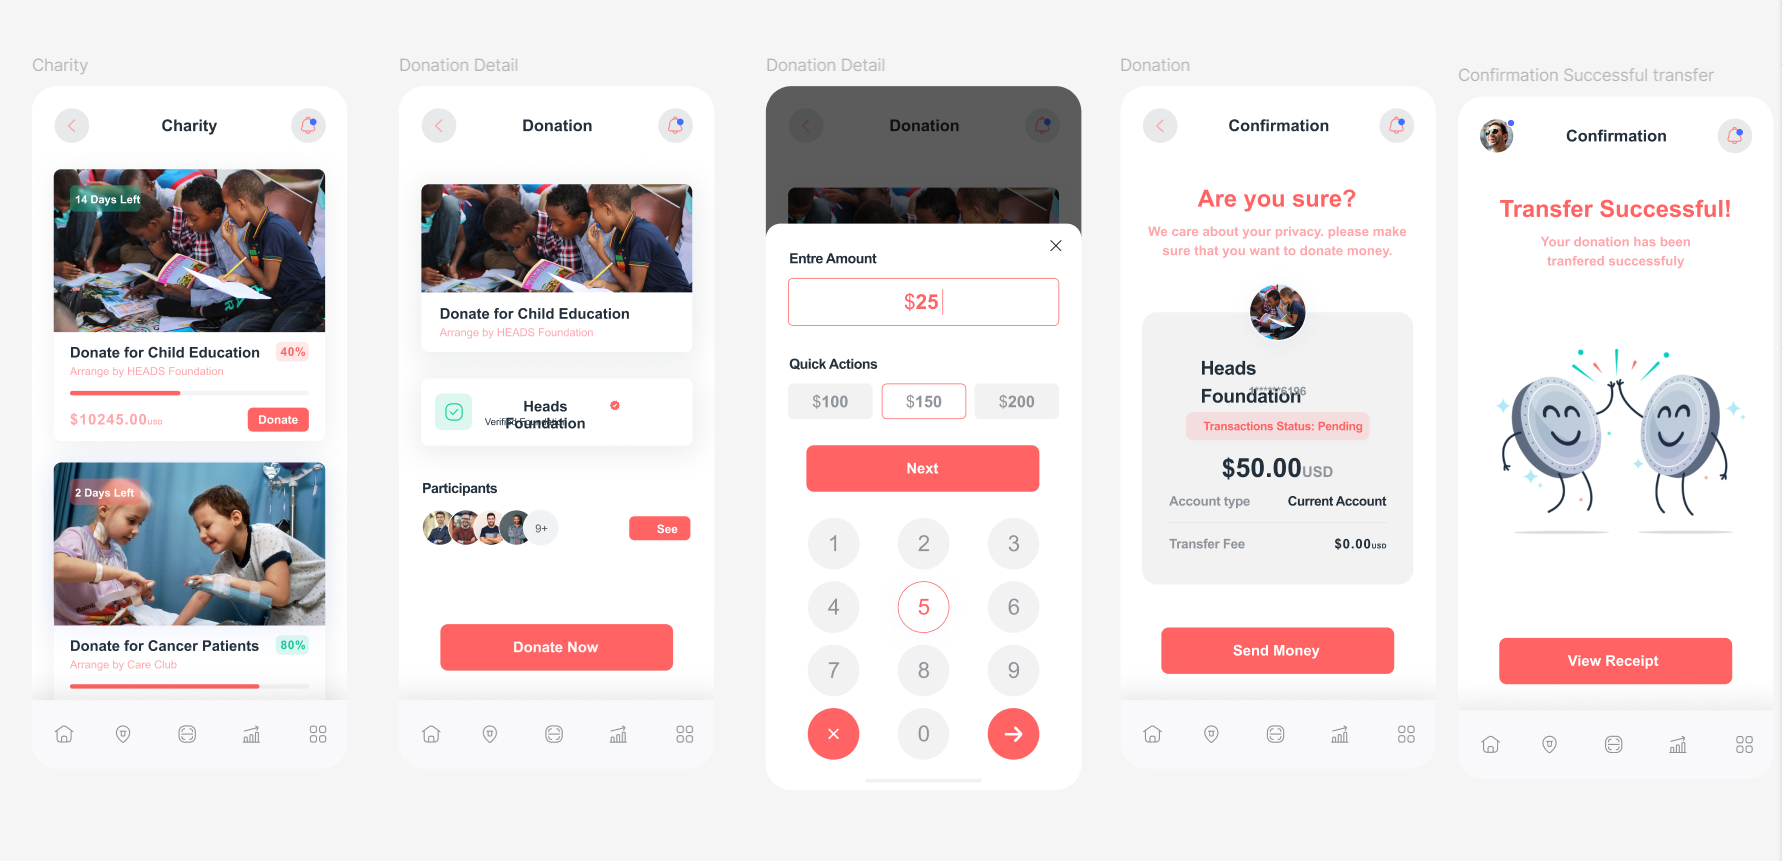 Charity
Charity
14 Days Left
Donate for Child Education
40%
Arrange by HEADS Foundation
$10245.00USD
Donate
2 Days Left
Donate for Cancer Patients
80%
Arrange by Care Club
Donation Detail
Donation
Donate for Child Education
Arrange by HEADS Foundation
Heads
Foundation
Verified Foundation
Participants
9+
See
Donate Now
Donation Detail
Donation
Entre Amount
$25
Quick Actions
$100
$150
$200
Next
1
2
3
4
5
6
7
8
9
0
Donation
Confirmation
Are you sure?
We care about your privacy. please make
sure that you want to donate money.
Heads
Foundation
1******6196
Transactions Status: Pending
$50.00USD
Account type
Current Account
Transfer Fee
$0.00USD
Send Money
Confirmation Successful transfer
Confirmation
Transfer Successful!
Your donation has been
tranfered successfuly
View Receipt